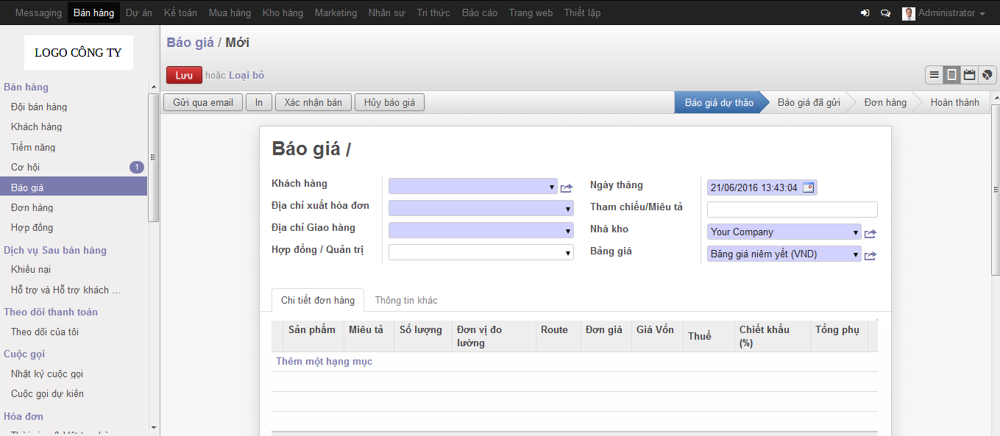 Messaging Bán hàng Dự án Kế toán Mua hàng Kho hàng Marketing Nhân sự Tri thức Báo cáo Trang web Thiết lập Administrator
LOGO CÔNG TY
Bán hàng
Đội bán hàng
Khách hàng
Tiềm năng
Cơ hội 1
Báo giá
Đơn hàng
Hợp đồng
Dịch vụ Sau bán hàng
Khiếu nại
Hỗ trợ và Hỗ trợ khách ...
Theo dõi thanh toán
Theo dõi của tôi
Cuộc gọi
Nhật ký cuộc gọi
Cuộc gọi dự kiến
Hóa đơn
Báo giá / Mới
Lưu hoặc Loại bỏ
Gửi qua email In Xác nhận bán Hủy báo giá Báo giá dự thảo Báo giá đã gửi Đơn hàng Hoàn thành
Báo giá /
Khách hàng
Địa chỉ xuất hóa đơn
Địa chỉ Giao hàng
Hợp đồng / Quản trị
Ngày tháng 21/06/2016 13:43:04
Tham chiếu/Miêu tả
Nhà kho Your Company
Bảng giá Bảng giá niêm yết (VND)
Chi tiết đơn hàng Thông tin khác
Sản phẩm Miêu tả Số lượng Đơn vị đo lường Route Đơn giá Giá Vốn Thuế Chiết khấu (%) Tổng phụ
Thêm một hạng mục